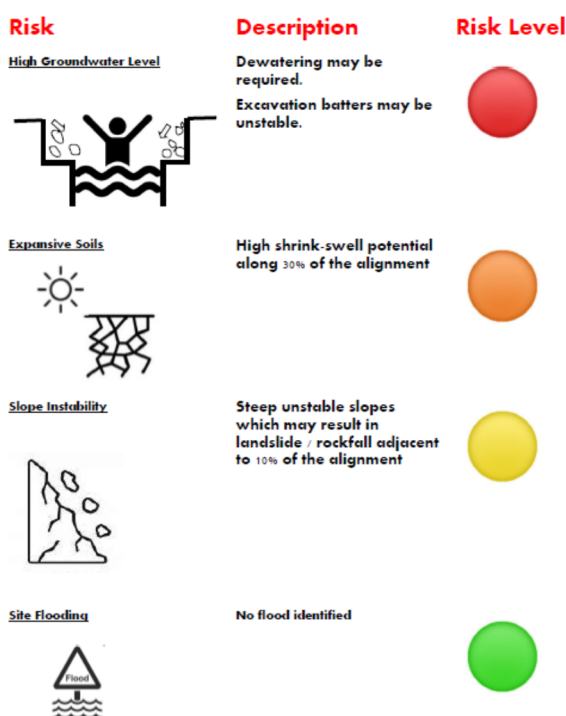 Risk
Description
Risk Level
High Groundwater Level
Dewatering may be
required.
Excavation batters may be
unstable.
Expansive Soils
High shrink-swell potential
along 30% of the alignment
Slope Instability
Steep unstable slopes
which may result in
landslide / rockfall adjacent
to 10% of the alignment
Site Flooding
No flood identified
Flood